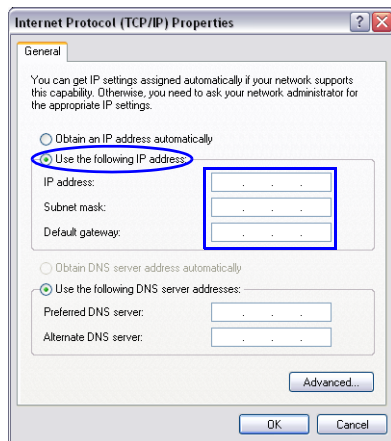 Internet Protocol (TCP/IP) Properties
General
You can get IP settings assigned automatically if your network supports
this capability. Otherwise, you need to ask your network administrator for
the appropriate IP settings.
Obtain an IP address automatically
Use the following IP address:
IP address:
Subnet mask:
Default gateway:
Obtain DNS server address automatically
Use the following DNS server addresses:
Preferred DNS server:
Alternate DNS server:
Advanced...
OK Cancel